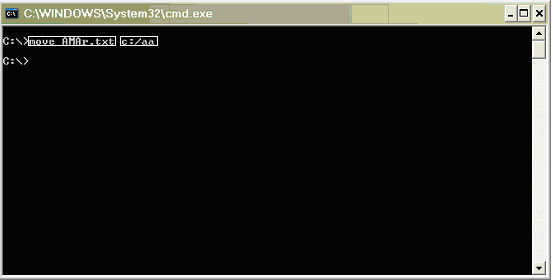 C:\WINDOWS\System32\cmd.exe
C:\>move AMAr.txt c:/aa
C:\>